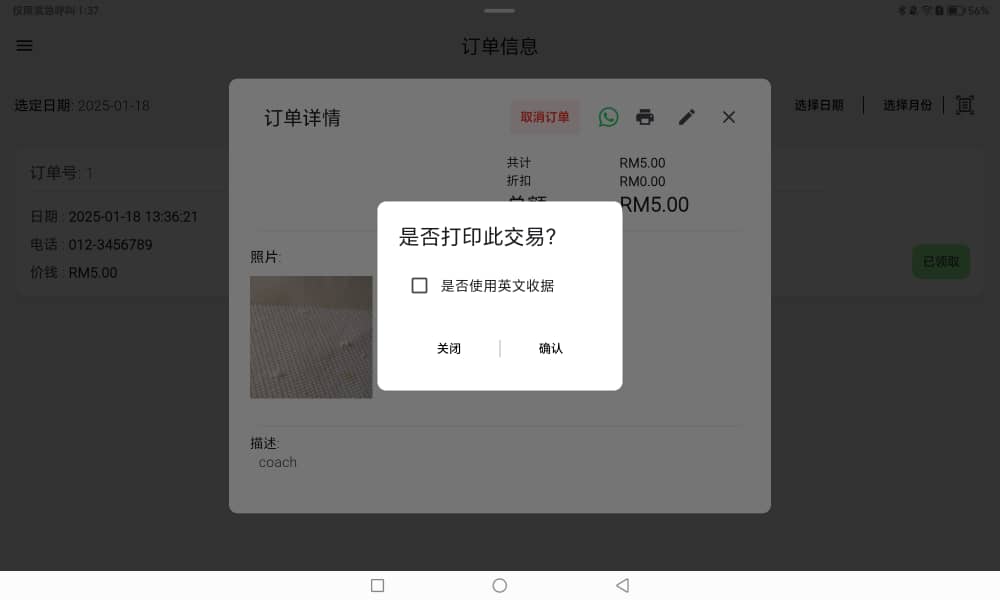 仅限紧急呼叫 1:37
56%
订单信息
选定日期: 2025-01-18
选择日期
选择月份
订单详情
取消订单
订单号: 1
共计 RM5.00
折扣 RM0.00
总额 RM5.00
日期 : 2025-01-18 13:36:21
电话 : 012-3456789
价钱 : RM5.00
已领取
照片:
是否打印此交易?
是否使用英文收据
关闭
确认
描述:
coach